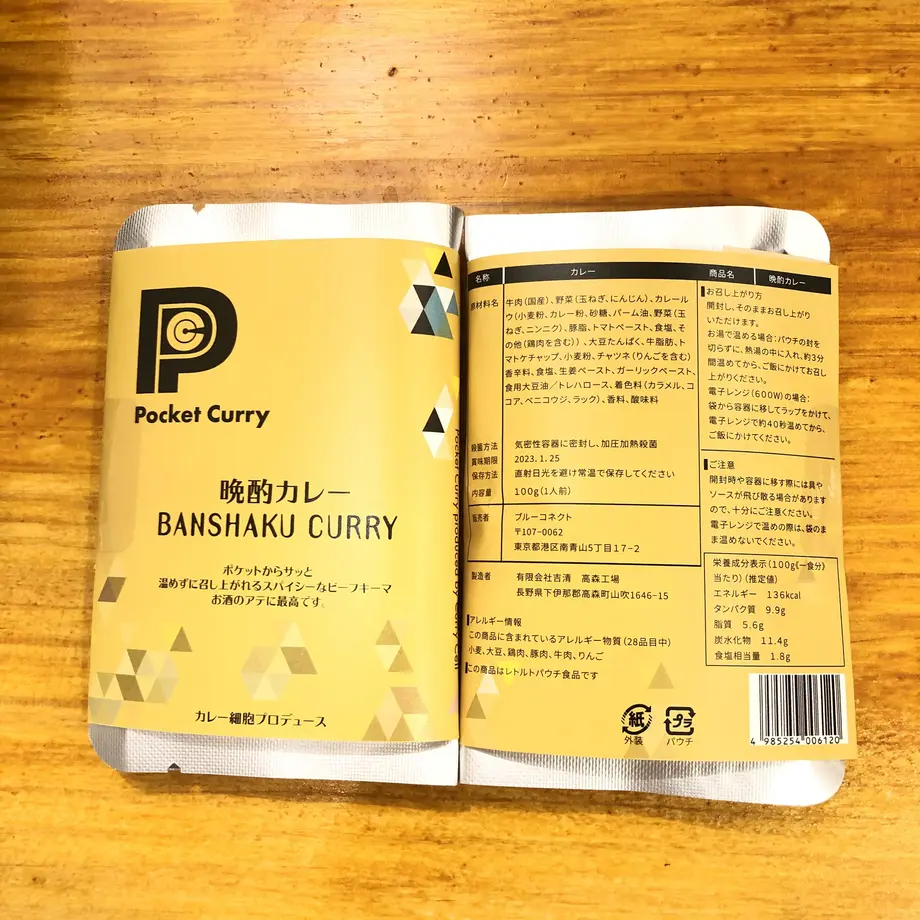 Pocket Curry
晩酌カレー
BANSHAKU CURRY
ポケットからサッと
温めずに召し上がれるスパイシーなビーフキーマ
お酒のアテに最高です。
カレー細胞プロデュース
Pocket Curry produced by Curry Cell
名称 カレー
原材料名 牛肉(国産)、野菜(玉ねぎ、にんじん)、カレール
ウ(小麦粉、カレー粉、砂糖、パーム油、野菜(玉
ねぎ、ニンニク)、豚脂、トマトペースト、食塩、そ
の他(鶏肉を含む))、大豆たんぱく、牛脂肪、ト
マトケチャップ、小麦粉、チャツネ(りんごを含む)
香辛料、食塩、生姜ペースト、ガーリックペースト、
食用大豆油/トレハロース、着色料(カラメル、コ
コア、ベニコウジ、ラック)、香料、酸味料
殺菌方法 気密性容器に密封し、加圧加熱殺菌
賞味期限 2023.1.25
保存方法 直射日光を避け常温で保存してください
内容量 100g(1人前)
販売者 ブルーコネクト
〒107-0062
東京都港区南青山5丁目17-2
製造者 有限会社吉清 高森工場
長野県下伊那郡高森町山吹1646-15
アレルギー情報
この商品に含まれているアレルギー物質(28品目中)
小麦、大豆、鶏肉、豚肉、牛肉、りんご
この商品はレトルトパウチ食品です
紙
外装
プラ
パウチ
商品名 晩酌カレー
お召し上がり方
開封し、そのままお召し上がり
いただけます。
お湯で温める場合:パウチの封を
切らずに、熱湯の中に入れ、約3分
間温めてから、ご飯にかけてお召し
上がりください。
電子レンジ(600W)の場合:
袋から容器に移してラップをかけて、
電子レンジで約40秒温めてから、
ご飯にかけてください。
ご注意
開封時や容器に移す際には具や
ソースが飛び散る場合があります
ので、十分にご注意ください。
電子レンジで温めの際は、袋のま
ま温めないでください。
栄養成分表示(100g(一食分)
当たり)(推定値)
エネルギー 136kcal
タンパク質 9.9g
脂質 5.6g
炭水化物 11.4g
食塩相当量 1.8g
4 985254 006120